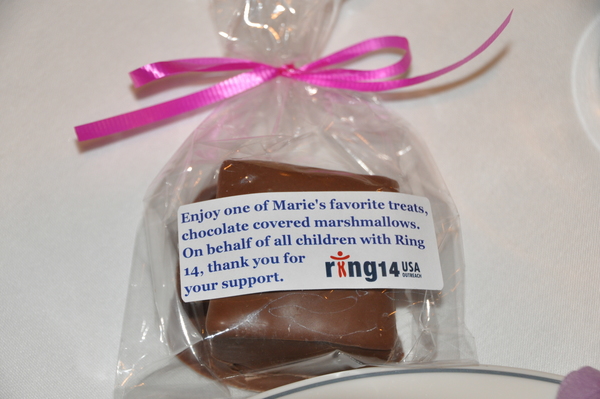 Enjoy one of Marie's favorite treats,
chocolate covered marshmallows.
On behalf of all children with Ring
14, thank you for
your support.
ring14 USA
OUTREACH